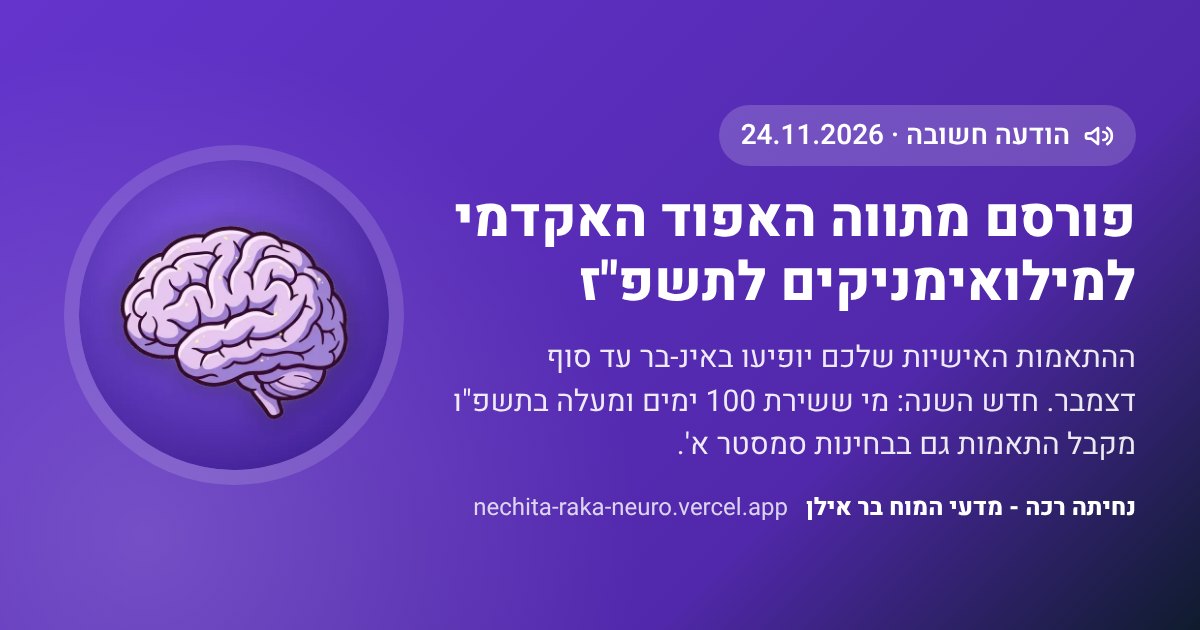 הודעה חשובה · 24.11.2026
פורסם מתווה האפוד האקדמי
למילואימניקים לתשפ"ז
ההתאמות האישיות שלכם יופיעו באינ-בר עד סוף
דצמבר. חדש השנה: מי ששירת 100 ימים ומעלה בתשפ"ו
מקבל התאמות גם בבחינות סמסטר א'.
נחיתה רכה - מדעי המוח בר אילן nechita-raka-neuro.vercel.app